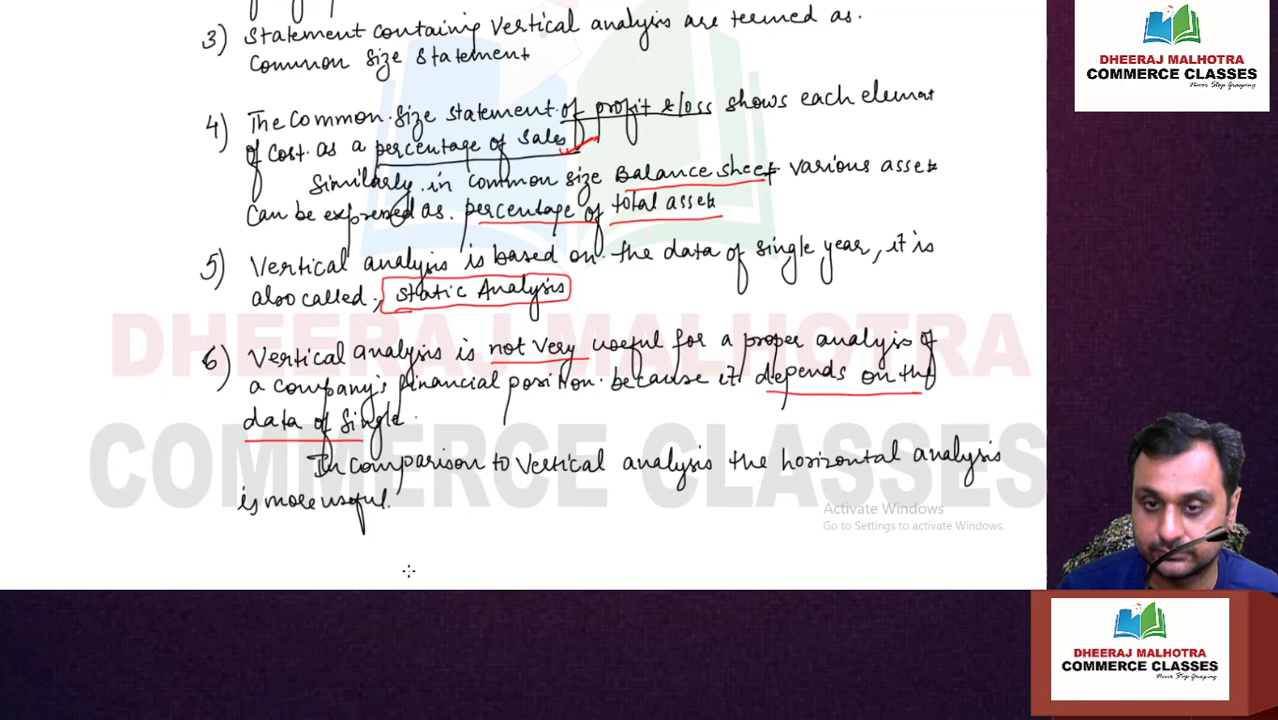 3) Statement containing Vertical analysis are termed as.
Common Size Statement
4) The Common.Size statement of profit & loss shows each element
of cost as a percentage of Sales
Similarly in common size Balance sheet various assets
Can be expressed as. percentage of total assets
5) Vertical analysis is based on the data of single year, it is
also called, Static Analysis
6) Vertical analysis is not very useful for a proper analysis of
a company's financial position. because it depends on the
data of Single.
In comparison to Vertical analysis the horizontal analysis
is more useful.
DHEERAJ MALHOTRA
COMMERCE CLASSES
Activate Windows
Go to Settings to activate Windows.
DHEERAJ MALHOTRA
COMMERCE CLASSES
Never Stop Grasping
DHEERAJ MALHOTRA
COMMERCE CLASSES
Never Stop Grasping